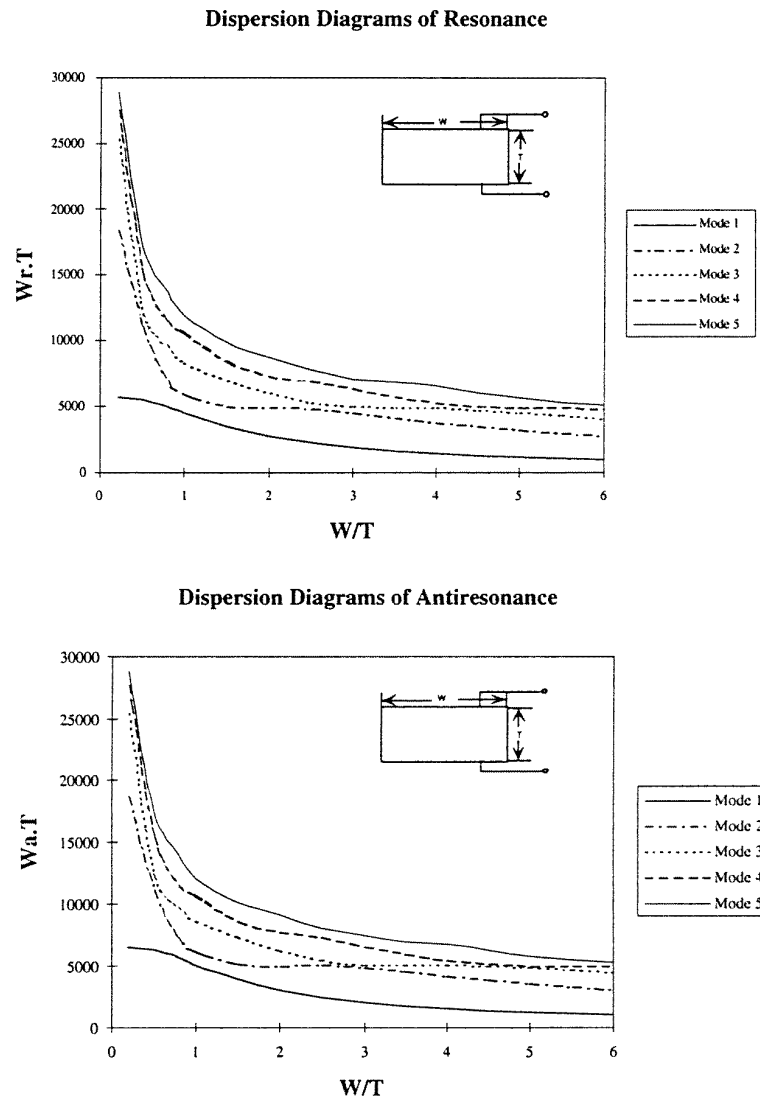 Dispersion Diagrams of Resonance
30000
25000
20000
15000
10000
5000
0
Wr.T
0 1 2 3 4 5 6
W/T
W
T
Mode 1
Mode 2
Mode 3
Mode 4
Mode 5
Dispersion Diagrams of Antiresonance
30000
25000
20000
15000
10000
5000
0
Wa.T
0 1 2 3 4 5 6
W/T
W
T
Mode 1
Mode 2
Mode 3
Mode 4
Mode 5